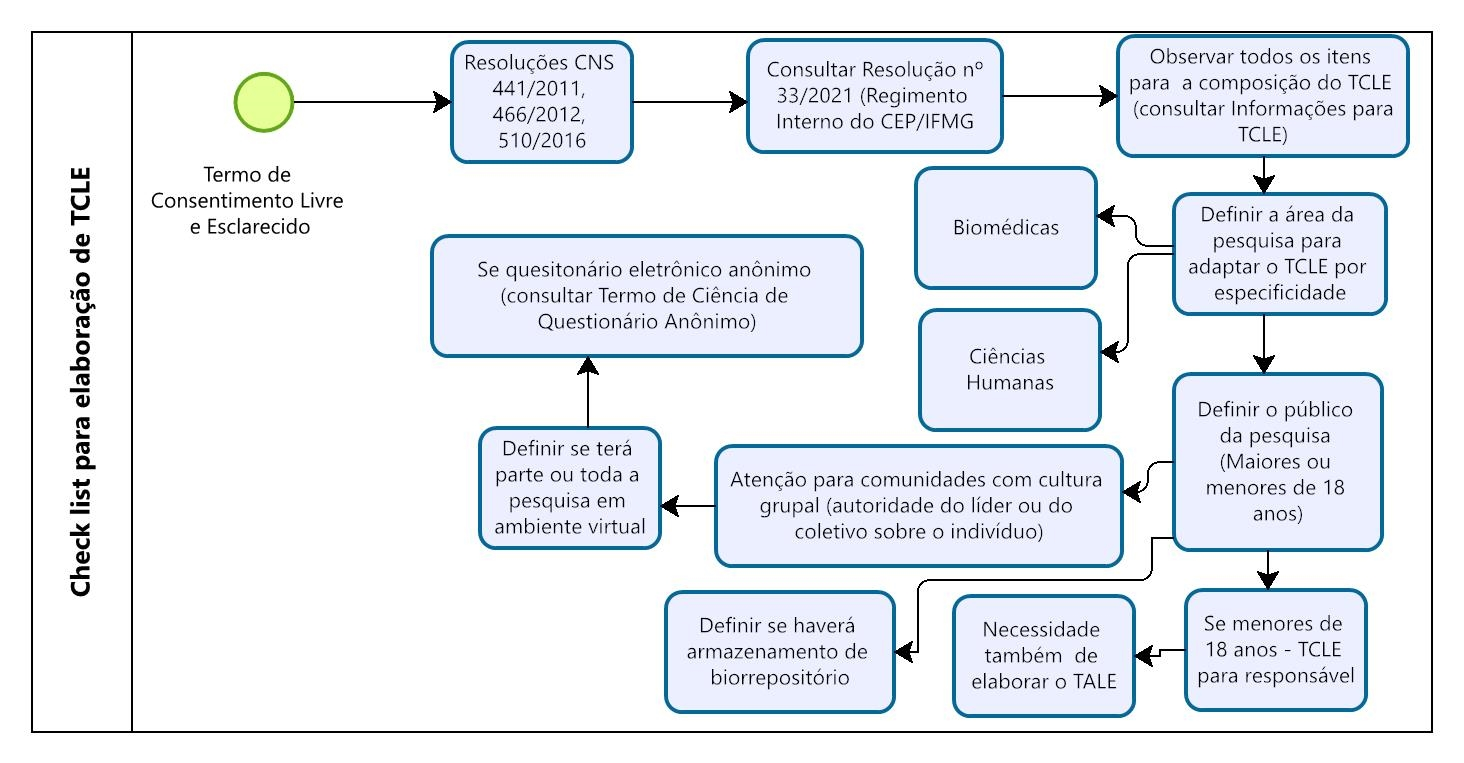 Check list para elaboração de TCLE
Termo de
Consentimento Livre
e Esclarecido
Resoluções CNS
441/2011,
466/2012,
510/2016
Consultar Resolução nº
33/2021 (Regimento
Interno do CEP/IFMG
Observar todos os itens
para a composição do TCLE
(consultar Informações para
TCLE)
Definir a área da
pesquisa para
adaptar o TCLE por
especificidade
Biomédicas
Ciências
Humanas
Definir o público
da pesquisa
(Maiores ou
menores de 18
anos)
Atenção para comunidades com cultura
grupal (autoridade do líder ou do
coletivo sobre o indivíduo)
Definir se terá
parte ou toda a
pesquisa em
ambiente virtual
Se quesitonário eletrônico anônimo
(consultar Termo de Ciência de
Questionário Anônimo)
Definir se haverá
armazenamento de
biorrepositório
Se menores de
18 anos - TCLE
para responsável
Necessidade
também de
elaborar o TALE